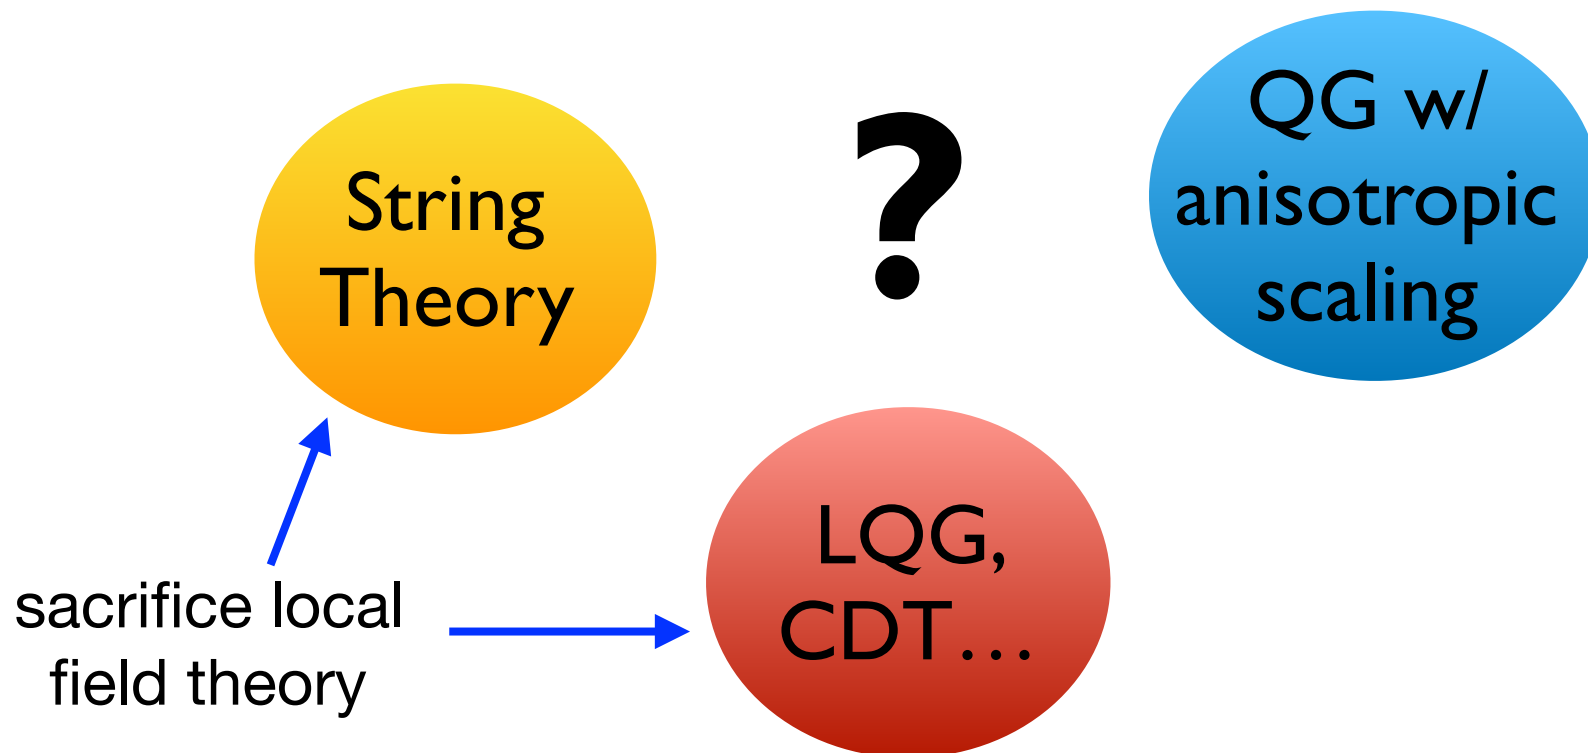 String
Theory
?
QG w/
anisotropic
scaling
sacrifice local
field theory
LQG,
CDT...